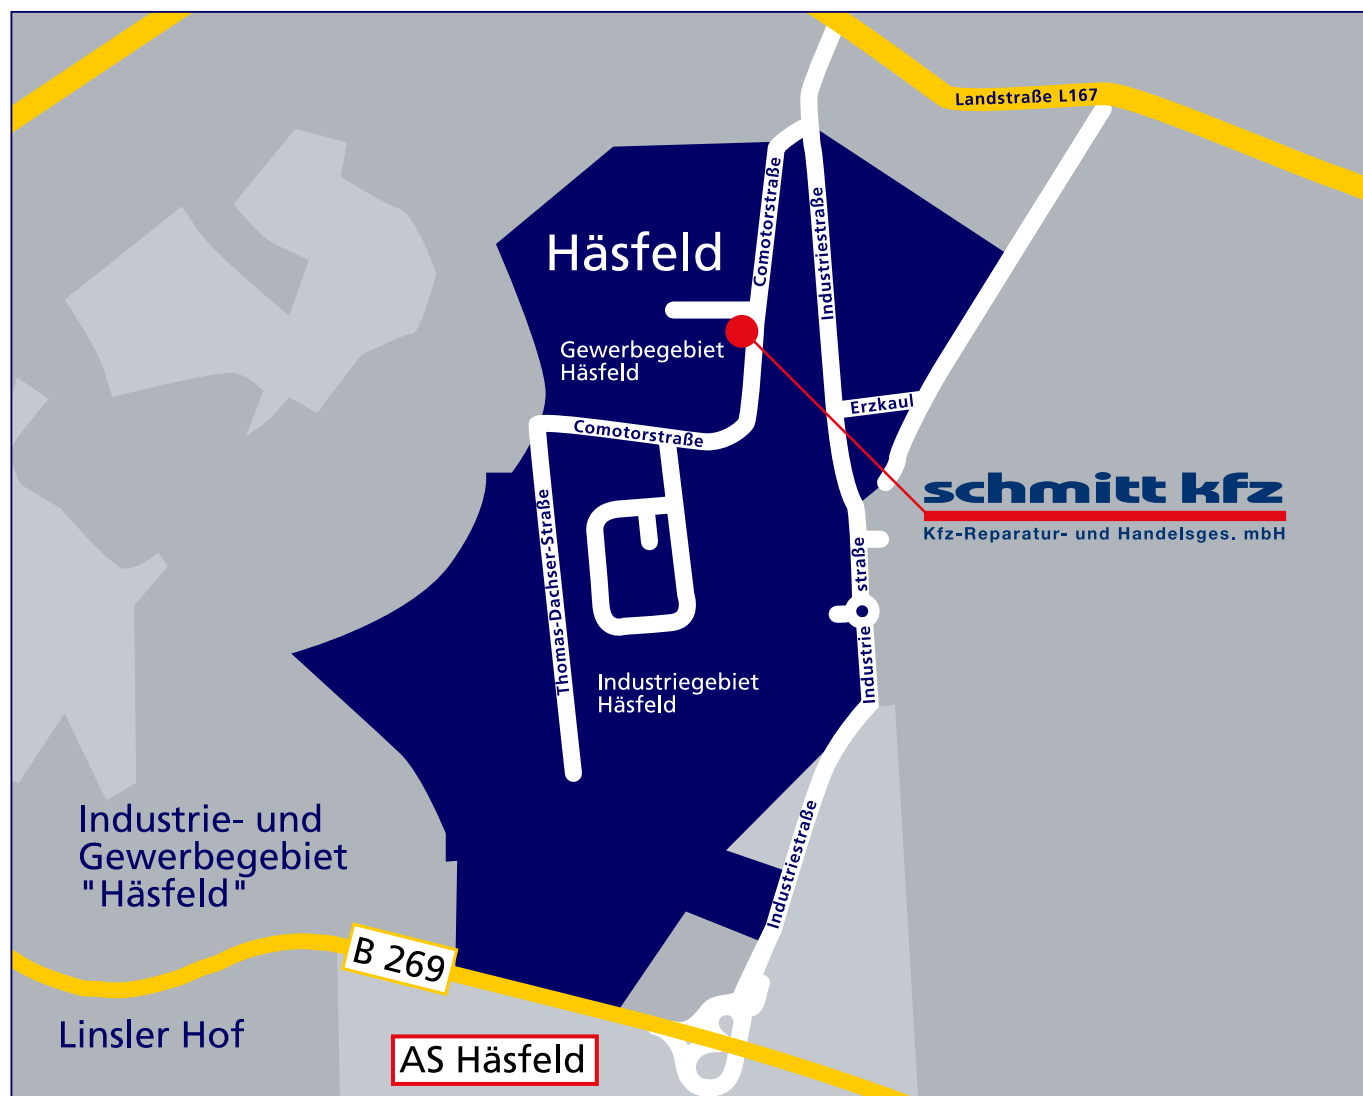 Landstraße L167
Comotorstraße
Industriestraße
Häsfeld
Gewerbegebiet
Häsfeld
Erzkaul
Comotorstraße
schmitt kfz
Kfz-Reparatur- und Handelsges. mbH
Thomas-Dachser-Straße
straße
Industrie
Industriegebiet
Häsfeld
Industrie- und
Gewerbegebiet
"Häsfeld"
Industriestraße
B 269
Linsler Hof
AS Häsfeld